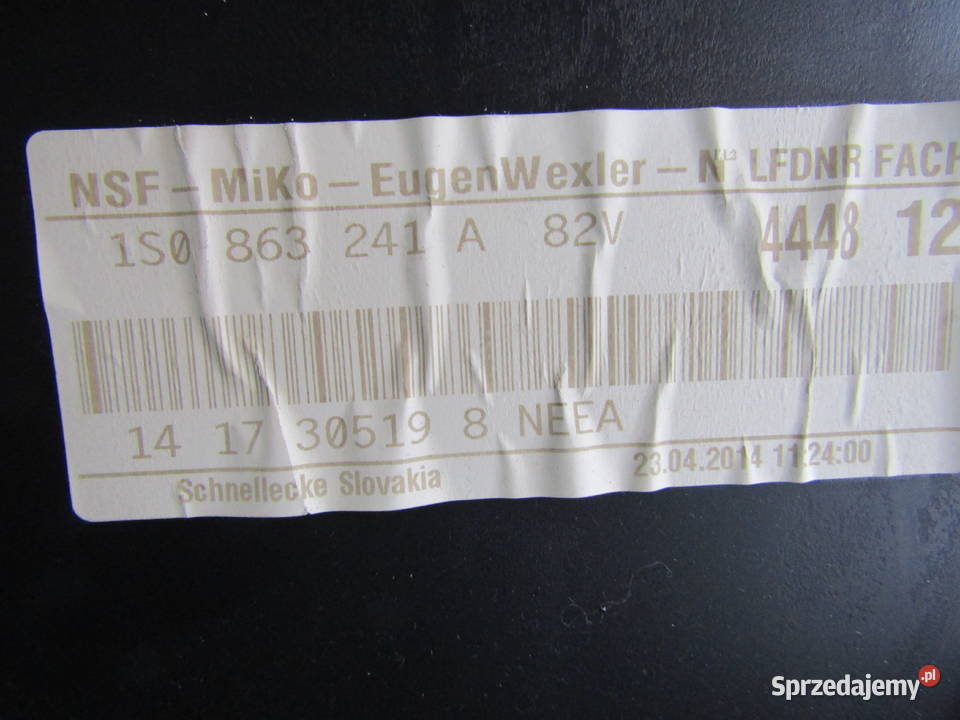 NSF – MiKo – EugenWexler – N LFDNR FACH
1S0 863 241 A 82V 4448 12
14 17 30519 8 NEEA
Schnellecke Slovakia 23.04.2014 11:24:00
Sprzedajemy.pl